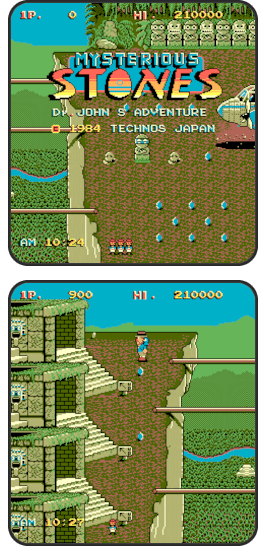 1P. 0 HI. 210000
MYSTERIOUS
STONES
DR. JOHN'S ADVENTURE
© 1984 TECHNOS JAPAN
AM 10:24
1P. 900 HI. 210000
AM 10:27